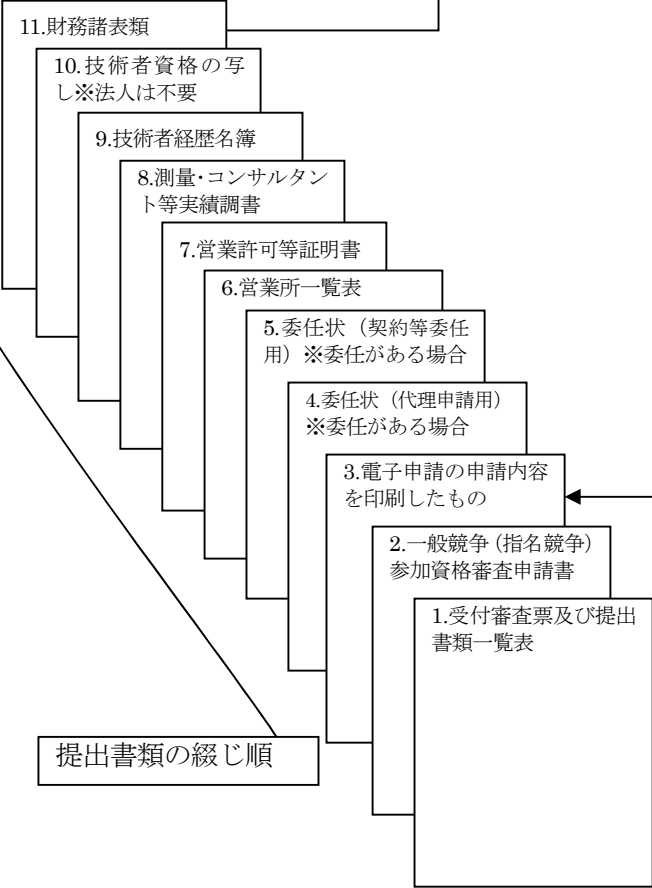 11.財務諸表類
10.技術者資格の写
し※法人は不要
9.技術者経歴名簿
8.測量・コンサルタン
ト等実績調書
7.営業許可等証明書
6.営業所一覧表
5.委任状（契約等委任
用）※委任がある場合
4.委任状（代理申請用）
※委任がある場合
3.電子申請の申請内容
を印刷したもの
2.一般競争（指名競争）
参加資格審査申請書
1.受付審査票及び提出
書類一覧表
提出書類の綴じ順